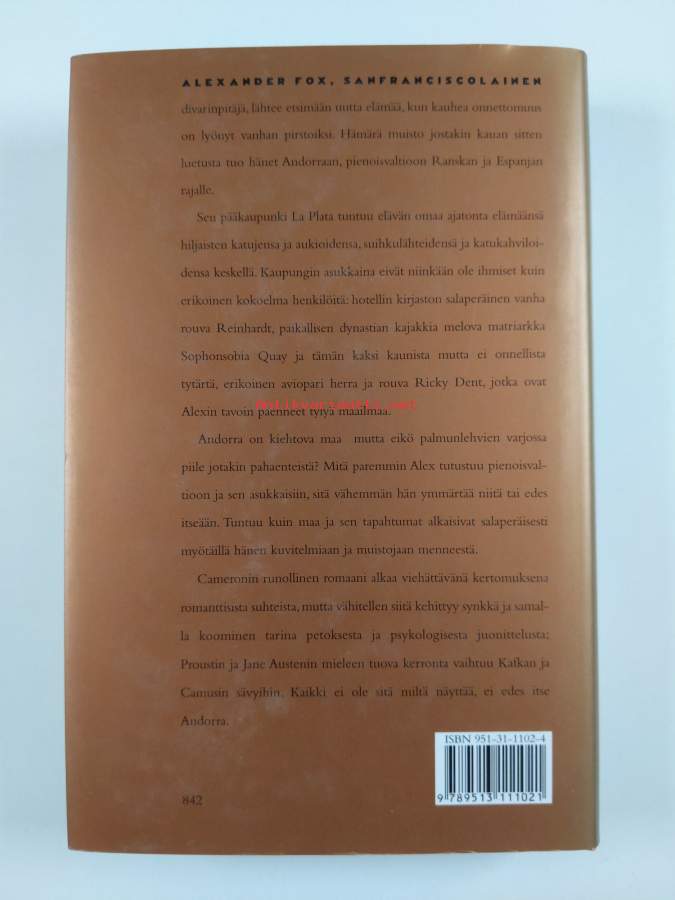 ALEXANDER FOX, SANFRANCISCOLAINEN
divarinpitäjä, lähtee etsimään uutta elämää, kun kauhea onnettomuus
on lyönyt vanhan pirstoiksi. Hämärä muisto jostakin kauan sitten
luetusta tuo hänet Andorraan, pienoisvaltioon Ranskan ja Espanjan
rajalle.
Sen pääkaupunki La Plata tuntuu elävän omaa ajatonta elämäänsä
hiljaisten katujensa ja aukioidensa, suihkulähteidensä ja katukahviloi-
densa keskellä. Kaupungin asukkaina eivät niinkään ole ihmiset kuin
erikoinen kokoelma henkilöitä: hotellin kirjaston salaperäinen vanha
rouva Reinhardt, paikallisen dynastian kajakkia melova matriarkka
Sophonsobia Quay ja tämän kaksi kaunista mutta ei onnellista
tytärtä, erikoinen aviopari herra ja rouva Ricky Dent, jotka ovat
Alexin tavoin paenneet tylyä maailmaa.
Andorra on kiehtova maa mutta eikö palmunlehvien varjossa
piile jotakin pahaenteistä? Mitä paremmin Alex tutustuu pienoisval-
tioon ja sen asukkaisiin, sitä vähemmän hän ymmärtää niitä tai edes
itseään. Tuntuu kuin maa ja sen tapahtumat alkaisivat salaperäisesti
myötäillä hänen kuvitelmiaan ja muistojaan menneestä.
Cameronin runollinen romaani alkaa viehättävänä kertomuksena
romanttisista suhteista, mutta vähitellen siitä kehittyy synkkä ja samal-
la koominen tarina petoksesta ja psykologisesta juonittelusta;
Proustin ja Jane Austenin mieleen tuova kerronta vaihtuu Kafkan ja
Camusin sävyihin. Kaikki ei ole sitä miltä näyttää, ei edes itse
Andorra.
ISBN 951-31-1102-4
9 789513 111021
842